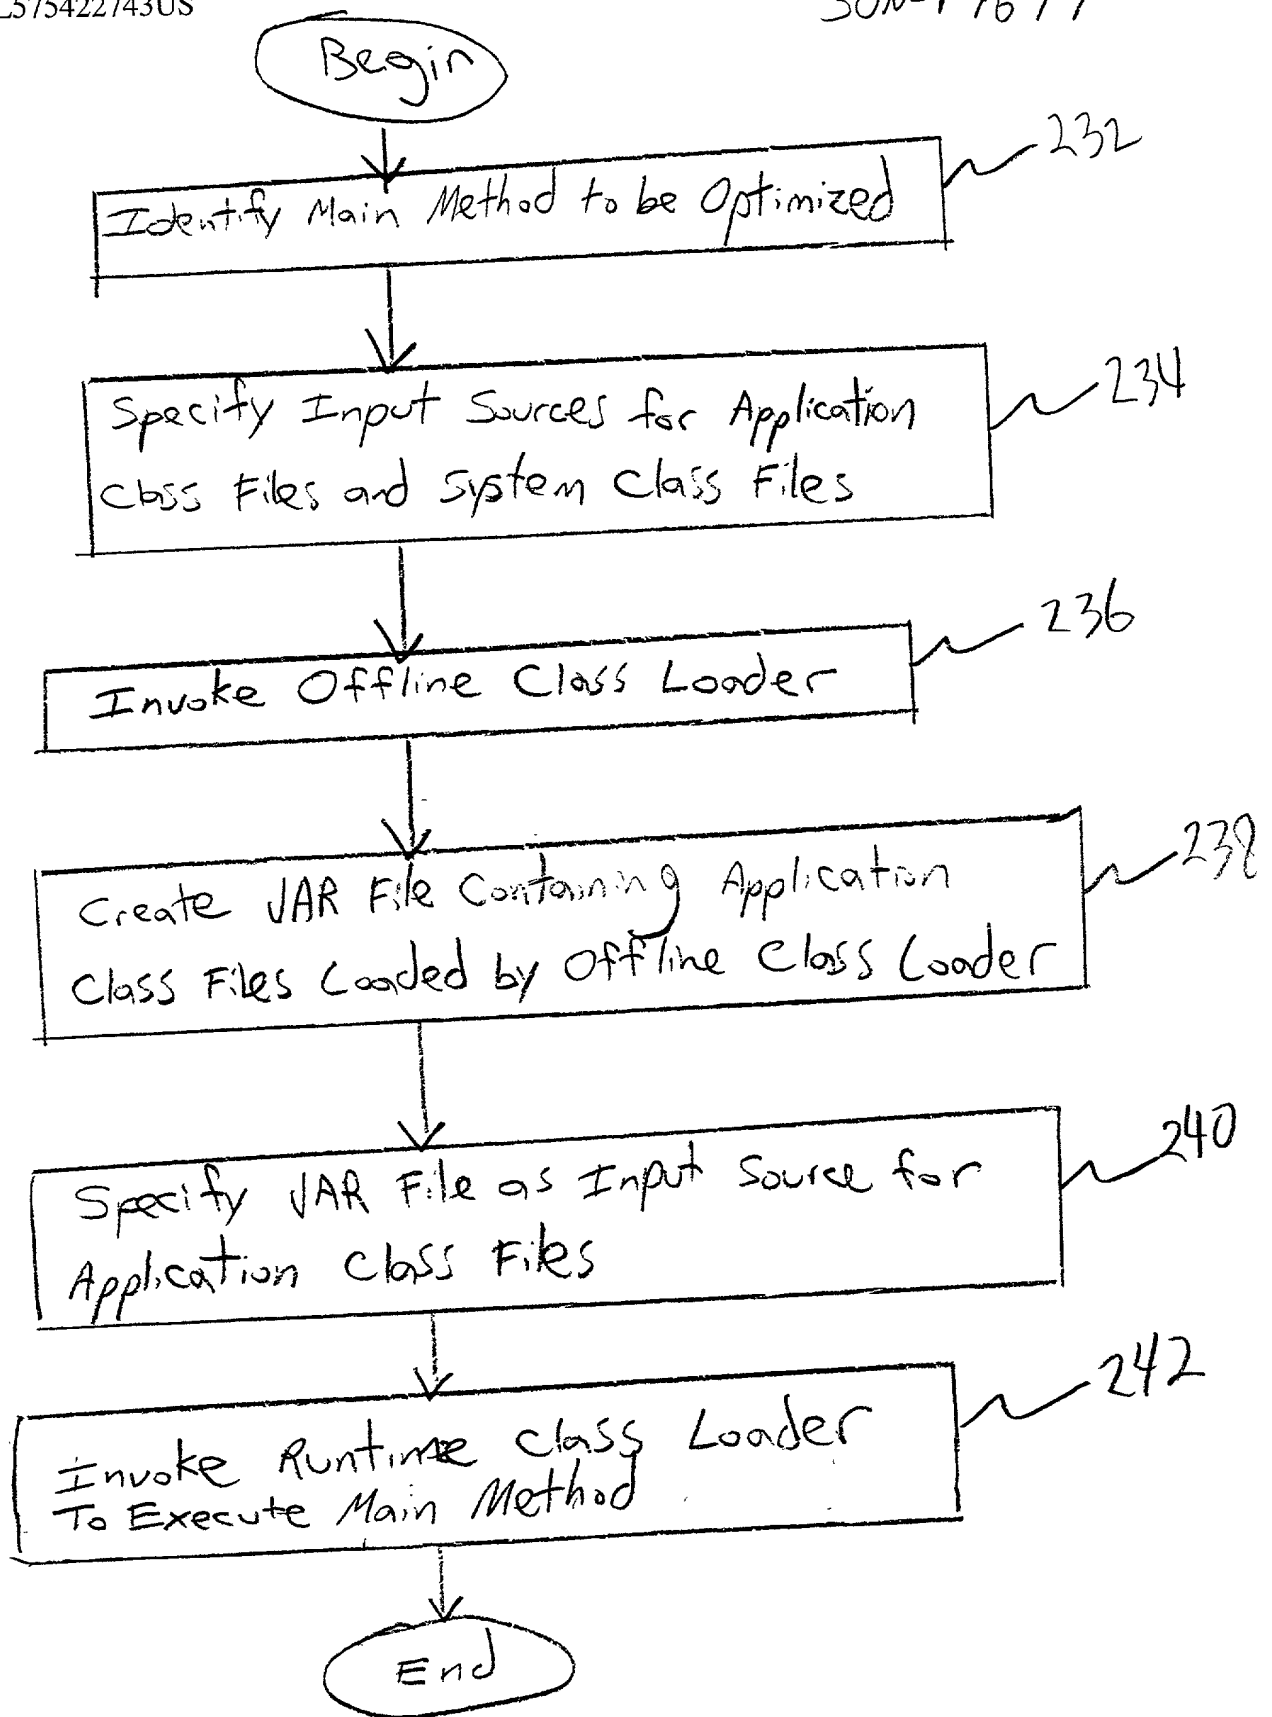 L575422743US
Begin
232
Identify Main Method to be Optimized
234
Specify Input Sources for Application
Class Files and System Class Files
236
Invoke Offline Class Loader
238
Create JAR File Containing Application
Class Files Loaded by Offline Class Loader
240
Specify JAR File as Input Source for
Application Class Files
242
Invoke Runtime Class Loader
To Execute Main Method
End